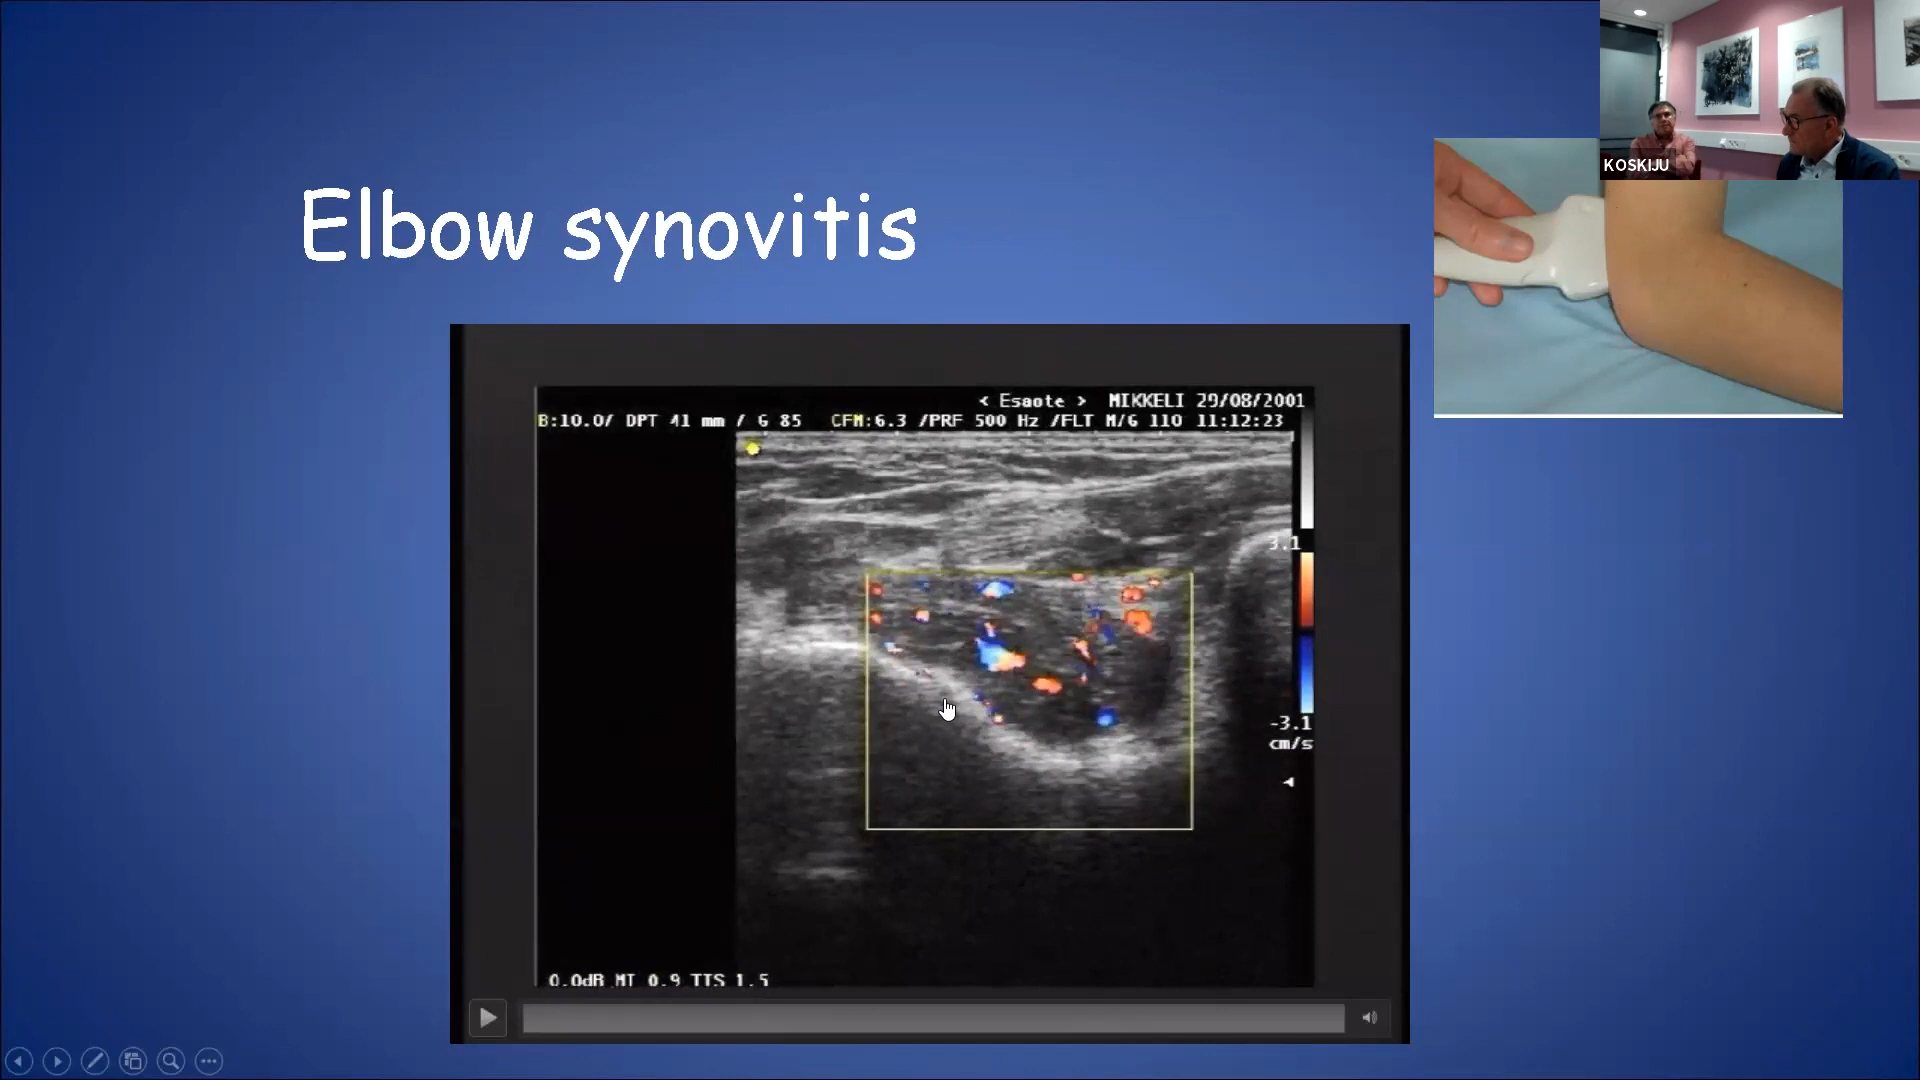 KOSKIJU
Elbow synovitis
< Esaote > MIKKELI 29/08/2001
B:10.0/ DPT 41 mm / G 85 CFM:6.3 /PRF 500 Hz /FLT M/G 110 11:12:23
3.1
-3.1
cm/s
0.0dB MI 0.9 TIS 1.5